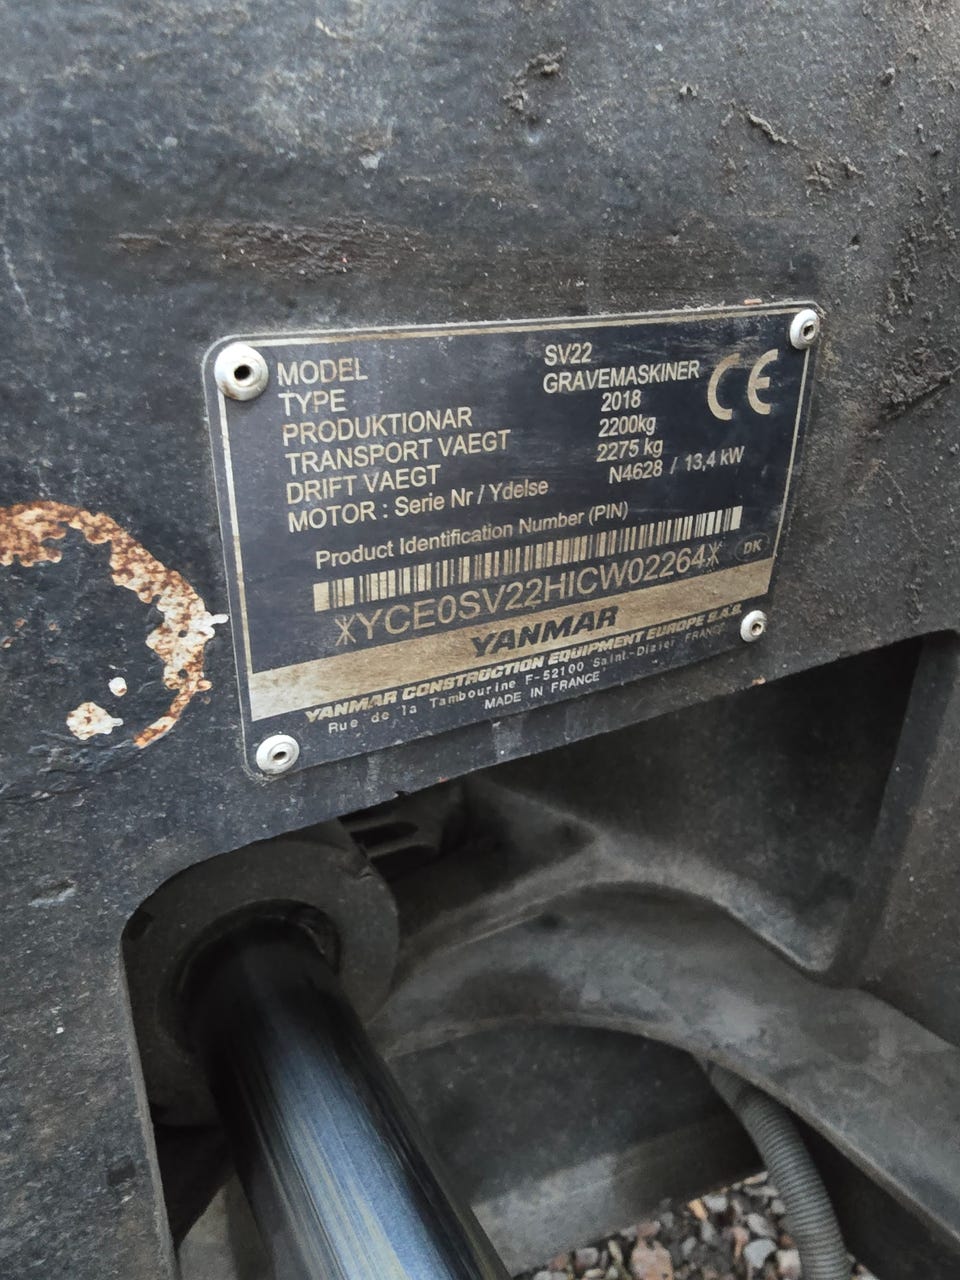 MODEL SV22
TYPE GRAVEMASKINER
PRODUKTIONAR 2018
TRANSPORT VAEGT 2200kg
DRIFT VAEGT 2275 kg
MOTOR : Serie Nr / Ydelse N4628 / 13,4 kW
CE
Product Identification Number (PIN)
*YCE0SV22HICW02264*
DK
YANMAR
YANMAR CONSTRUCTION EQUIPMENT EUROPE S.A.S.
Rue de la Tambourine F-52100 Saint-Dizier FRANCE
MADE IN FRANCE